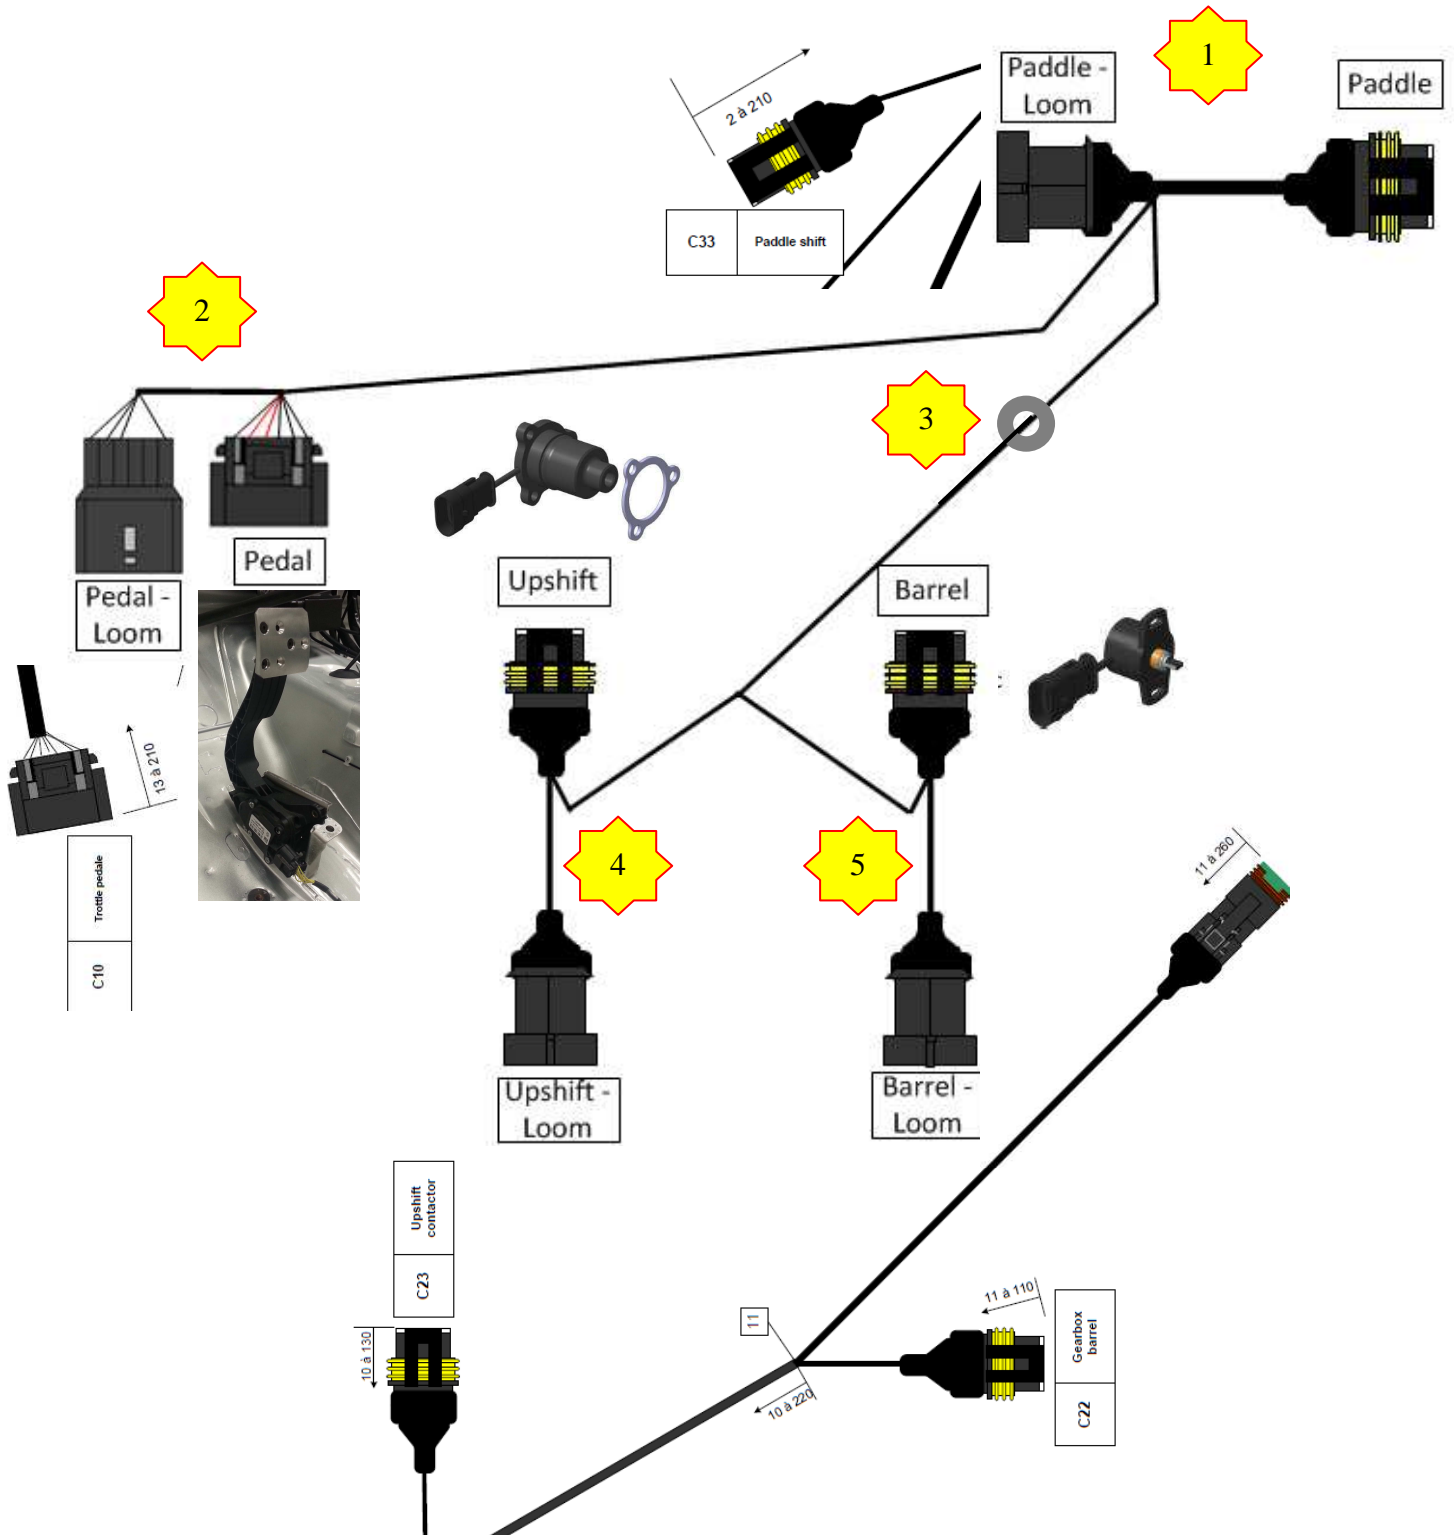 1
Paddle -
Loom
Paddle
2 à 210
C33
Paddle shift
2
3
Pedal
Pedal -
Loom
Upshift
Barrel
13 à 210
Trottle pedale
C10
4
5
11 à 260
Upshift -
Loom
Barrel -
Loom
Upshift
contactor
C23
10 à 130
11
10 à 220
11 à 110
Gearbox
barrel
C22